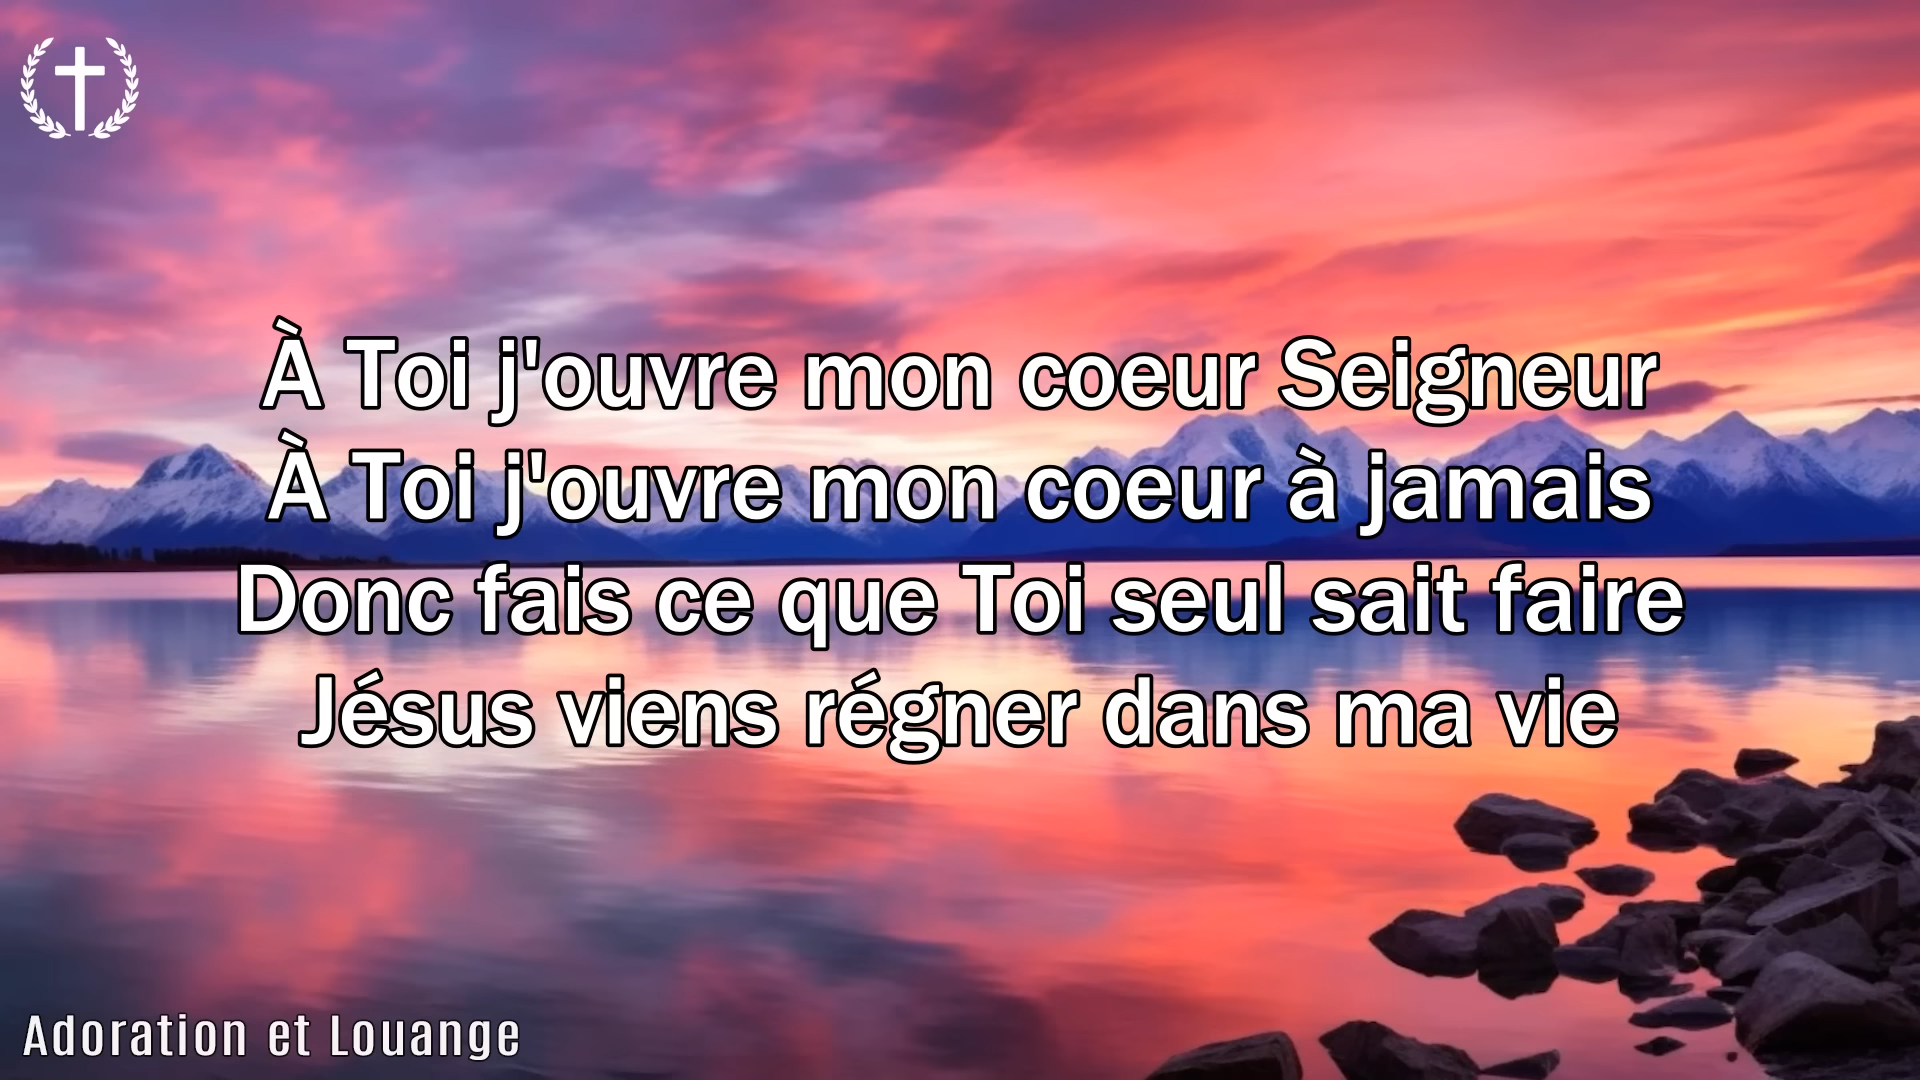 À Toi j'ouvre mon coeur Seigneur
À Toi j'ouvre mon coeur à jamais
Donc fais ce que Toi seul sait faire
Jésus viens régner dans ma vie
Adoration et Louange